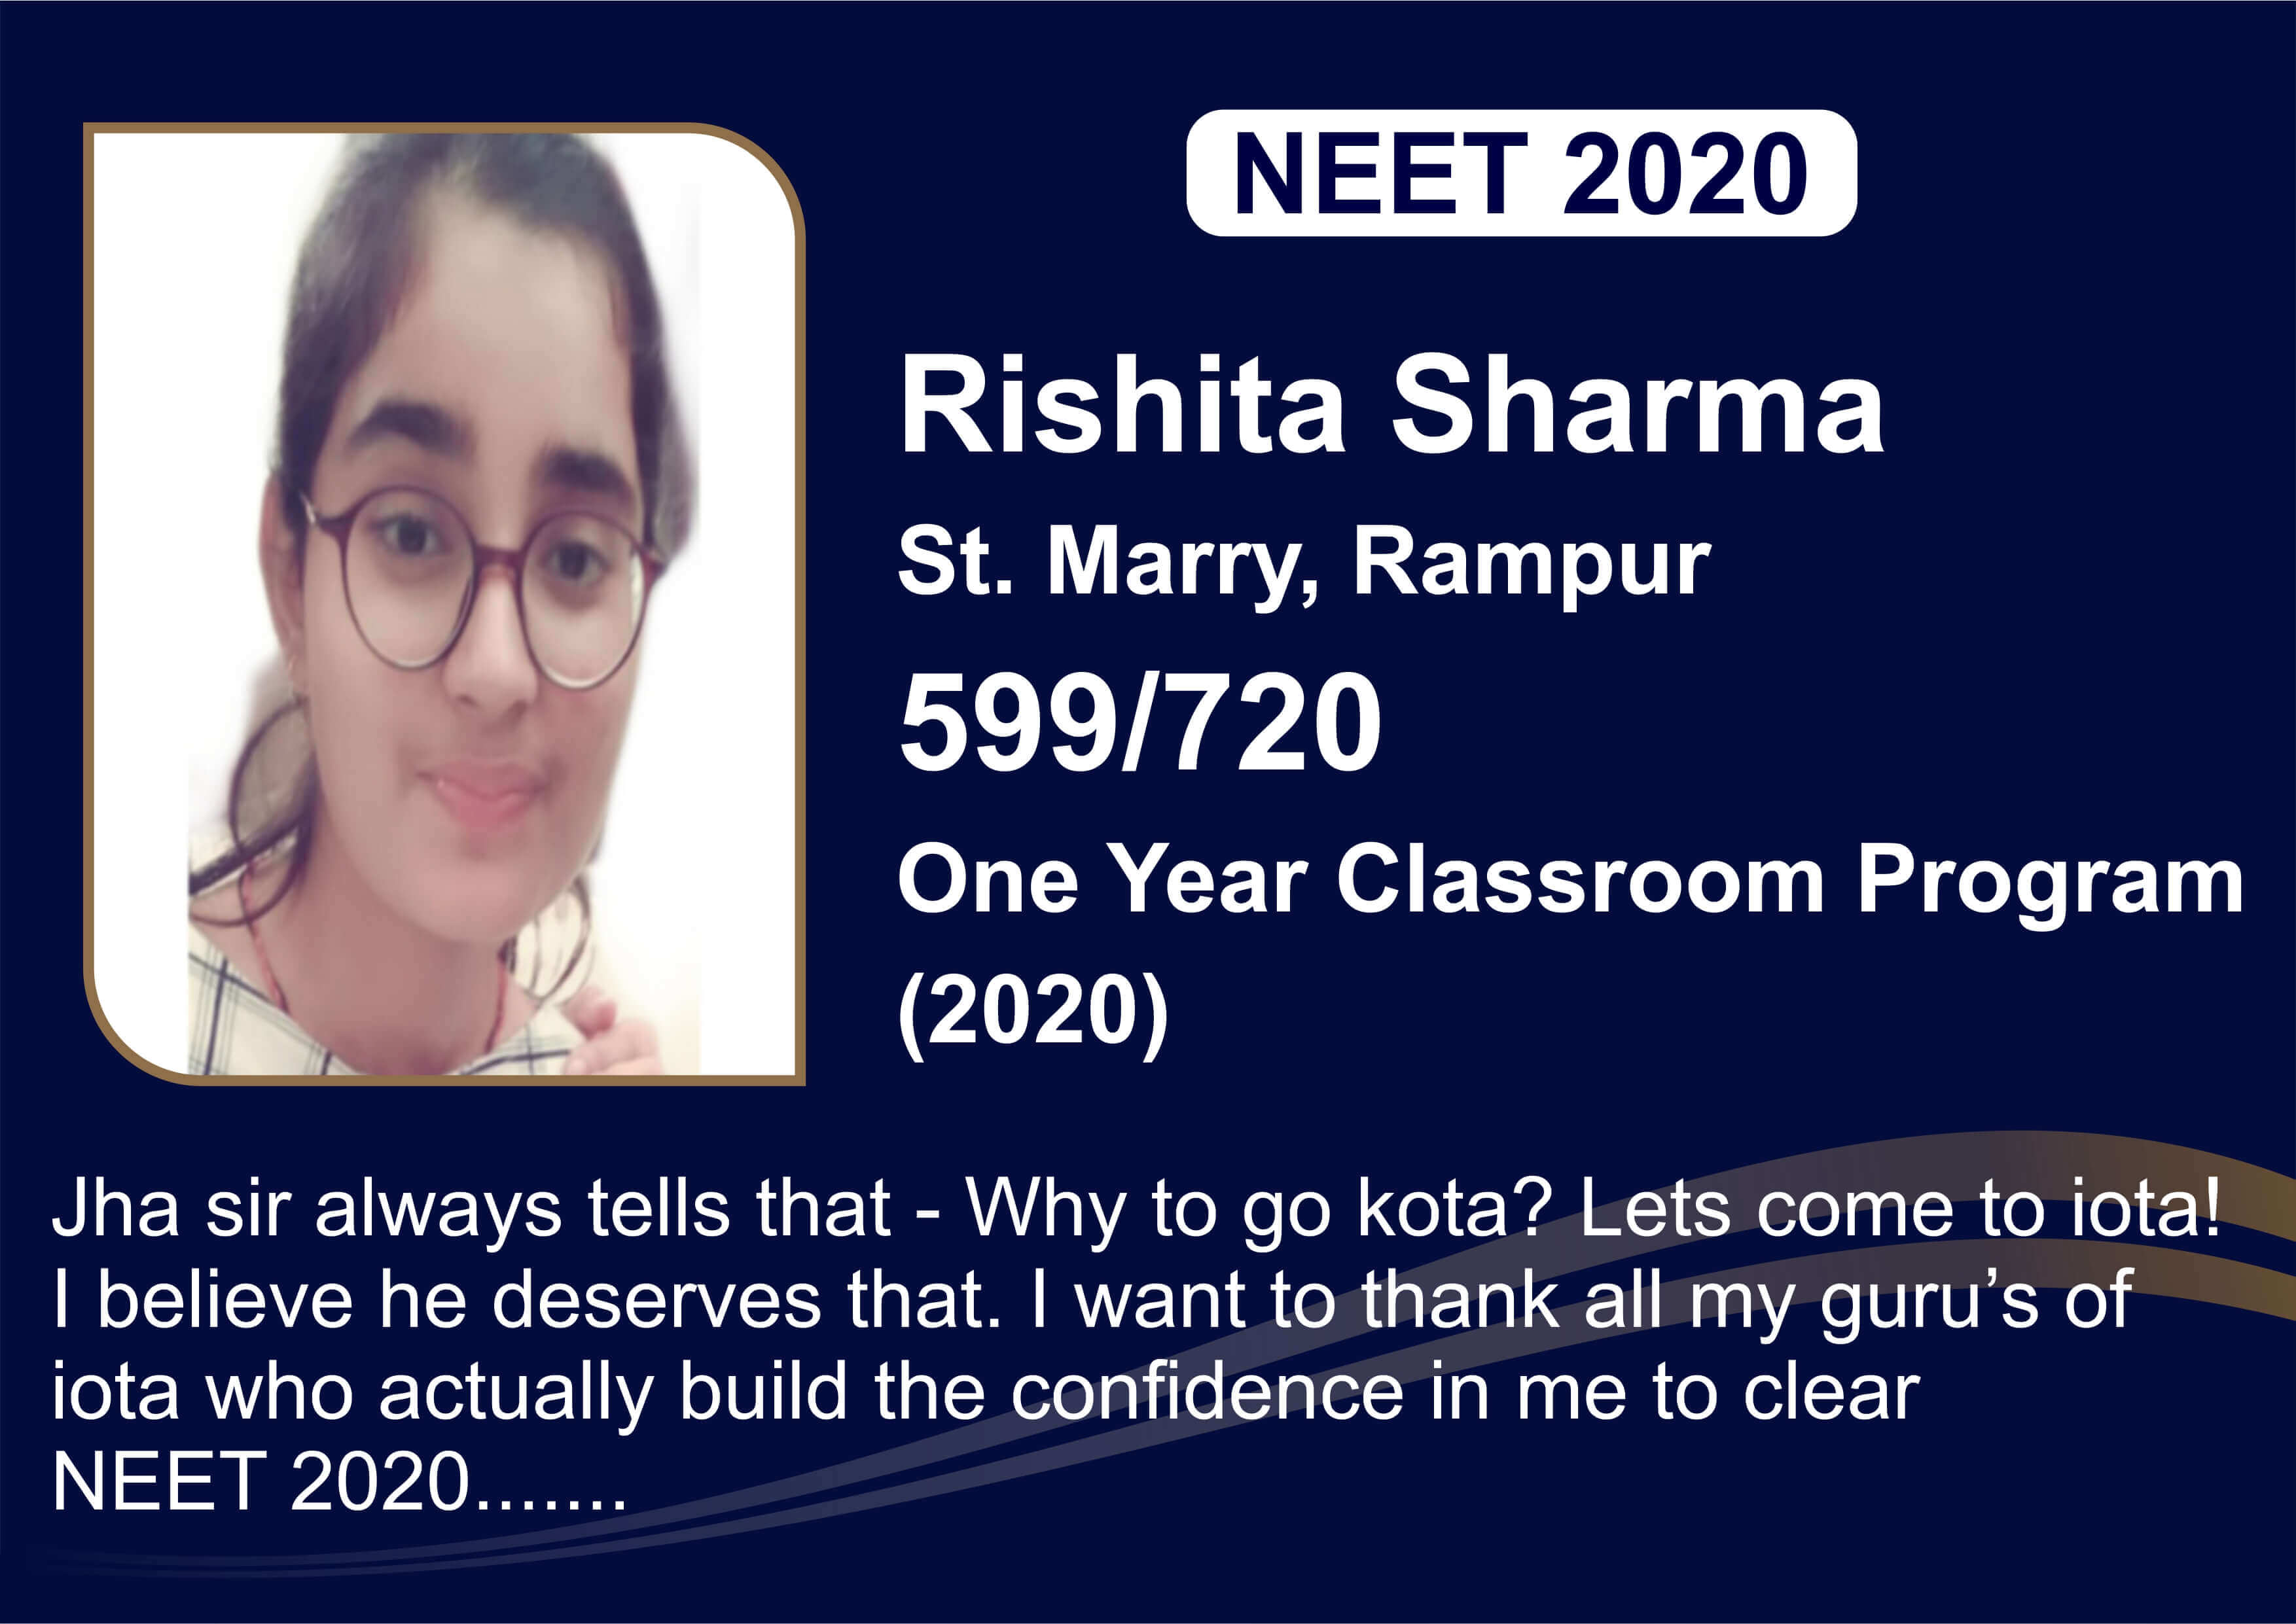 NEET 2020
Rishita Sharma
St. Marry, Rampur
599/720
One Year Classroom Program
(2020)
Jha sir always tells that - Why to go kota? Lets come to iota!
I believe he deserves that. I want to thank all my guru’s of
iota who actually build the confidence in me to clear
NEET 2020.......